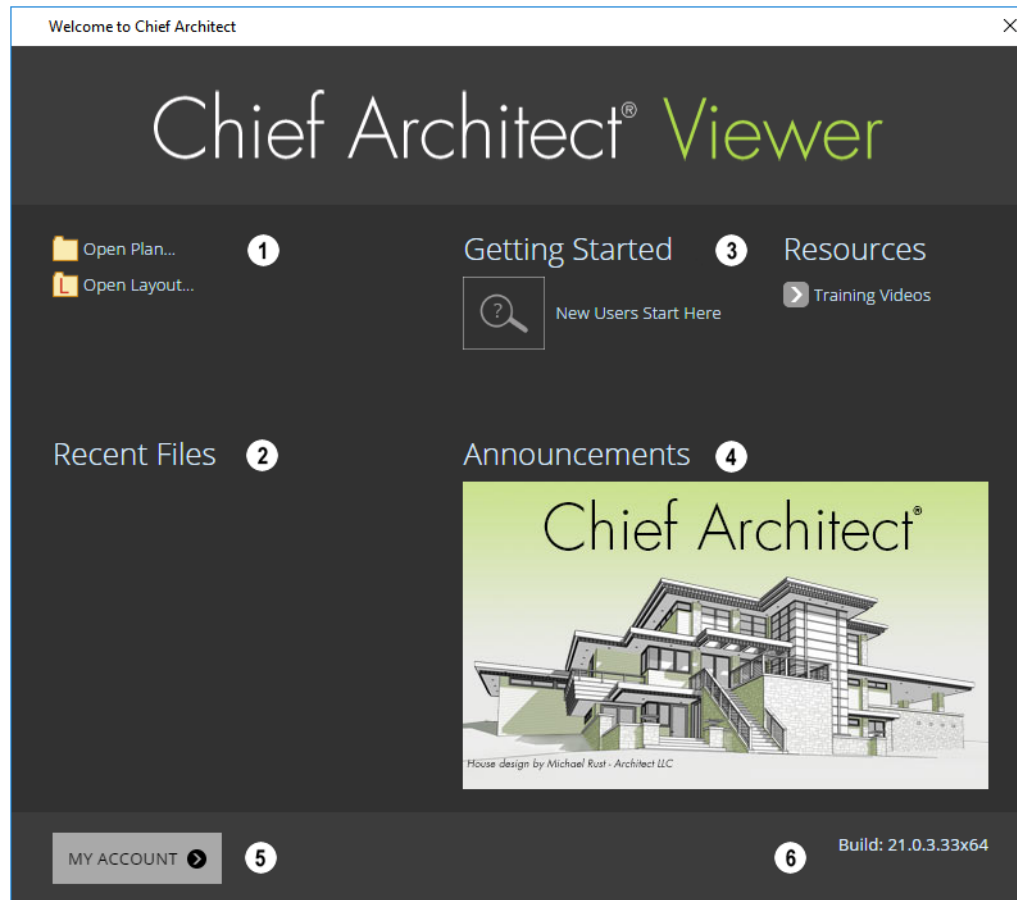 Welcome to Chief Architect
Chief Architect® Viewer
Open Plan...
L Open Layout...
1
Getting Started
3
Resources
? New Users Start Here
Training Videos
Recent Files
2
Announcements
4
Chief Architect®
House design by Michael Rust - Architect LLC
MY ACCOUNT
5
6
Build: 21.0.3.33x64